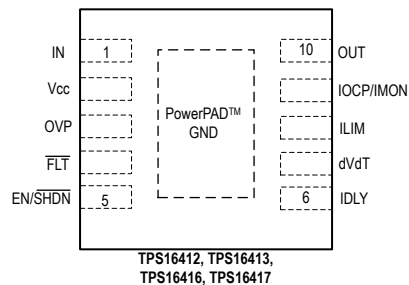 IN 1 10 OUT
Vcc IOCP/IMON
PowerPAD™
OVP GND ILIM
FLT dVdT
EN/SHDN 5 6 IDLY
TPS16412, TPS16413,
TPS16416, TPS16417